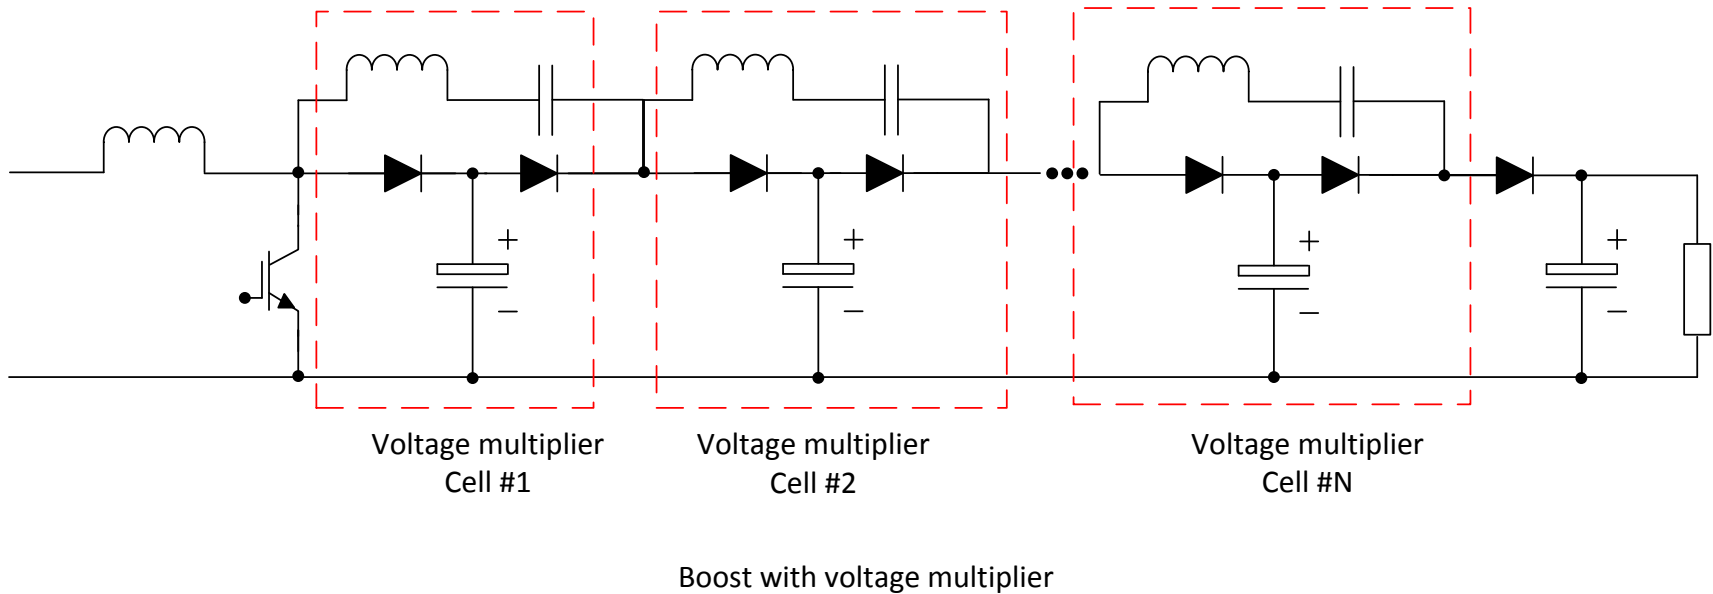 + + + +
− − − −
Voltage multiplier Voltage multiplier Voltage multiplier
Cell #1 Cell #2 Cell #N
Boost with voltage multiplier